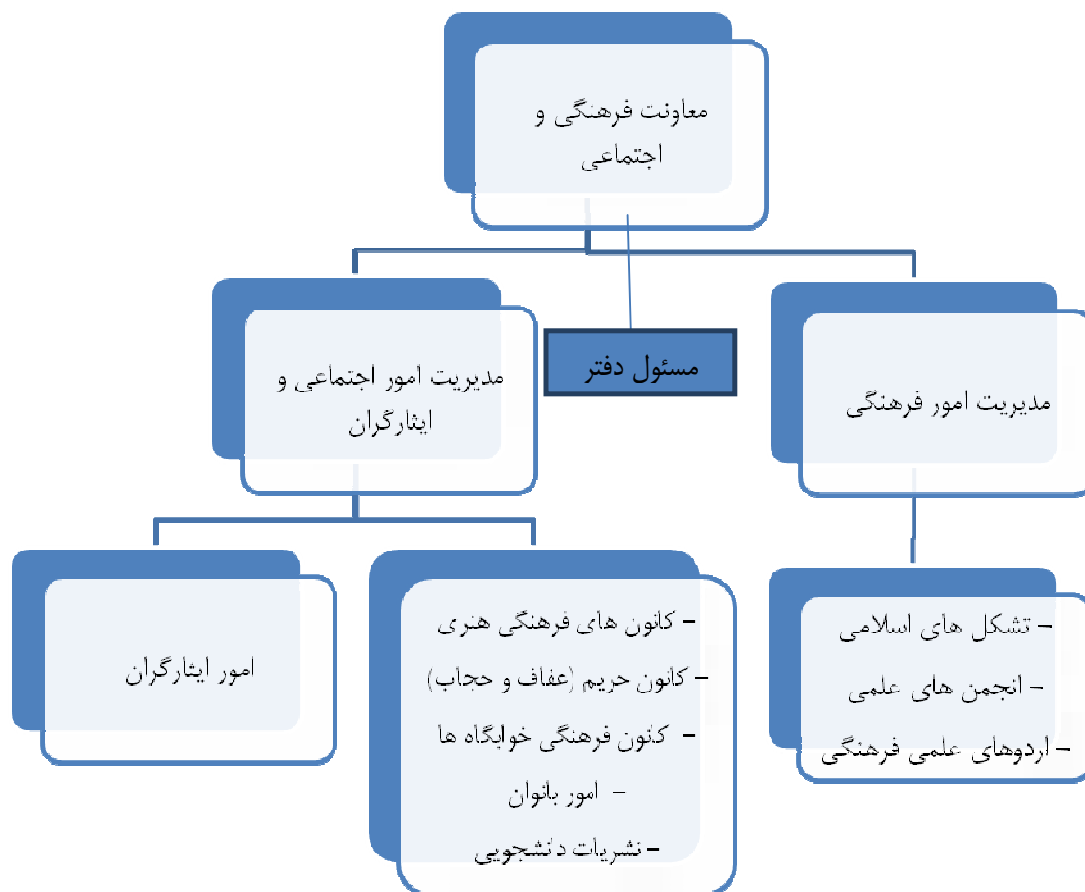 معاونت فرهنگی و
اجتماعی
مسئول دفتر
مدیریت امور فرهنگی
مدیریت امور اجتماعی و
ایثارگران
– تشکل های اسلامی
– انجمن های علمی
– اردوهای علمی فرهنگی
– کانون های فرهنگی هنری
– کانون حریم (عفاف و حجاب)
– کانون فرهنگی خوابگاه ها
– امور بانوان
– نشریات دانشجویی
امور ایثارگران